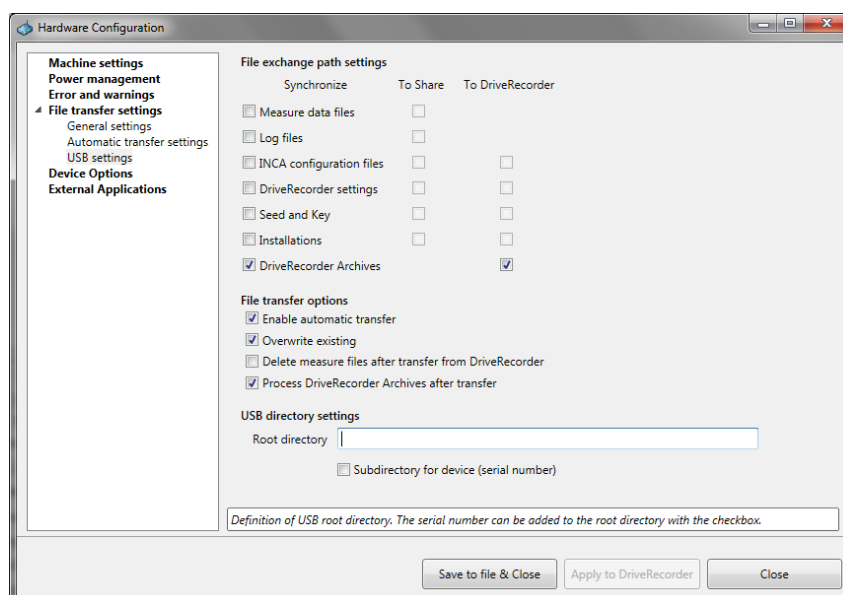 Hardware Configuration
Machine settings
Power management
Error and warnings
File transfer settings
General settings
Automatic transfer settings
USB settings
Device Options
External Applications
File exchange path settings
Synchronize To Share To DriveRecorder
Measure data files
Log files
INCA configuration files
DriveRecorder settings
Seed and Key
Installations
DriveRecorder Archives
File transfer options
Enable automatic transfer
Overwrite existing
Delete measure files after transfer from DriveRecorder
Process DriveRecorder Archives after transfer
USB directory settings
Root directory
Subdirectory for device (serial number)
Definition of USB root directory. The serial number can be added to the root directory with the checkbox.
Save to file & Close Apply to DriveRecorder Close